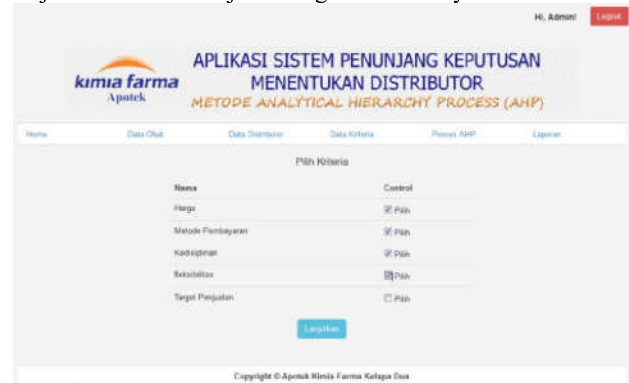 Hi, Admin!
Logout
kimia farma
Apotek
APLIKASI SISTEM PENUNJANG KEPUTUSAN
MENENTUKAN DISTRIBUTOR
METODE ANALYTICAL HIERARCHY PROCESS (AHP)
Home Data Obat Data Distributor Data Kriteria Proses AHP Laporan
Pilih Kriteria
Nama Control
Harga Pilih
Metode Pembayaran Pilih
Kedisiplinan Pilih
Fleksibilitas Pilih
Target Penjualan Pilih
Lanjutkan
Copyright © Apotek Kimia Farma Kelapa Dua